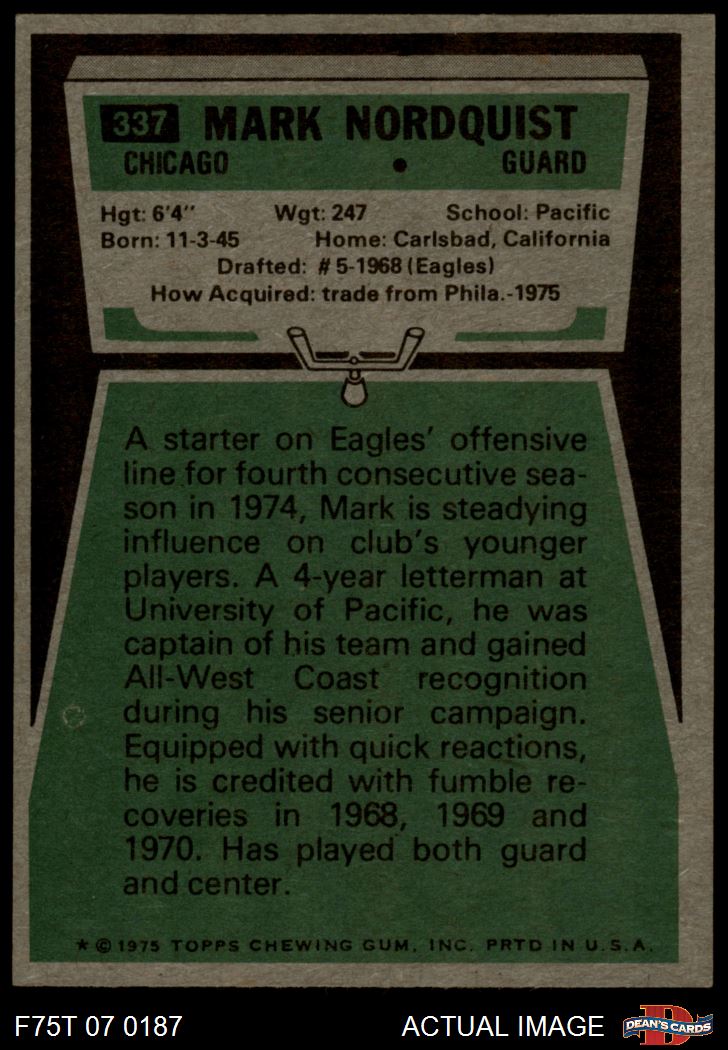 337 MARK NORDQUIST
CHICAGO • GUARD
Hgt: 6'4" Wgt: 247 School: Pacific
Born: 11-3-45 Home: Carlsbad, California
Drafted: #5-1968 (Eagles)
How Acquired: trade from Phila.-1975
A starter on Eagles' offensive
line for fourth consecutive sea-
son in 1974, Mark is steadying
influence on club's younger
players. A 4-year letterman at
University of Pacific, he was
captain of his team and gained
All-West Coast recognition
during his senior campaign.
Equipped with quick reactions,
he is credited with fumble re-
coveries in 1968, 1969 and
1970. Has played both guard
and center.
★ © 1975 TOPPS CHEWING GUM, INC. PRTD IN U.S.A.
F75T 07 0187 ACTUAL IMAGE D DEAN'S CARDS